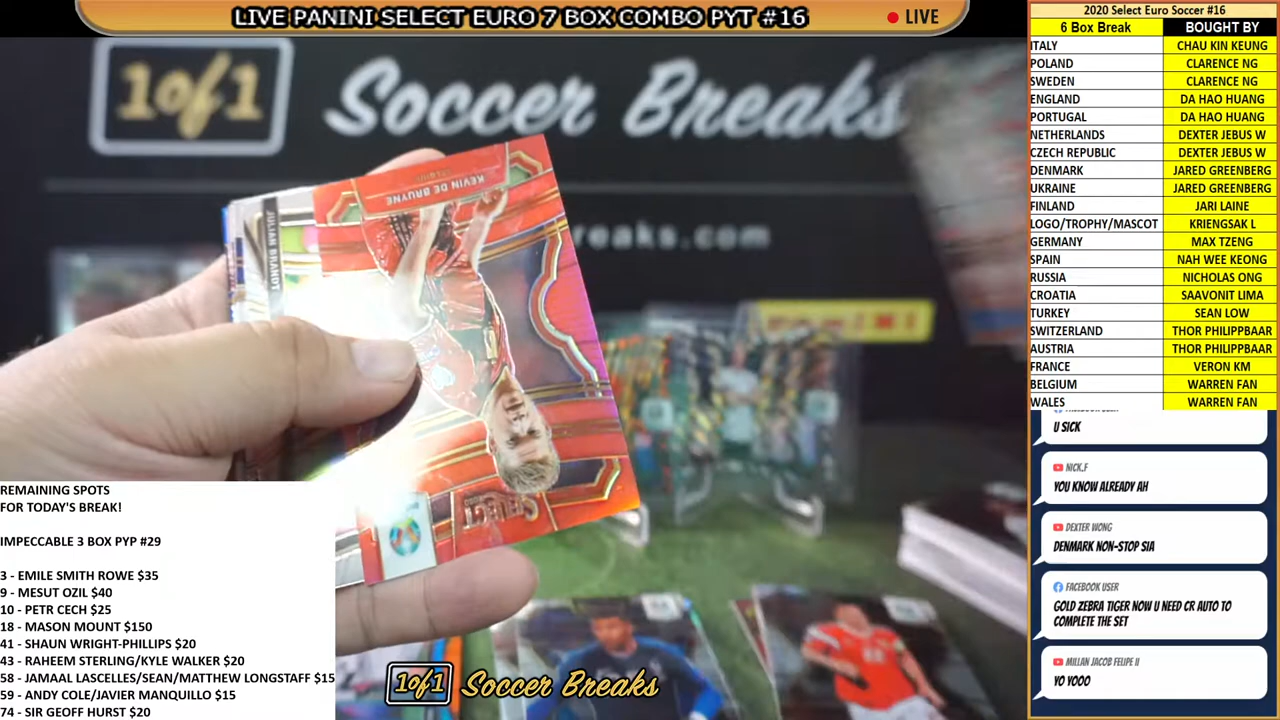 LIVE PANINI SELECT EURO 7 BOX COMBO PYT #16
LIVE
1of1 Soccer Breaks
reaks.com
KEVIN DE BRUYNE
JULIAN BRANDT
SELECT
PANINI
1of1 Soccer Breaks
REMAINING SPOTS
FOR TODAY'S BREAK!
IMPECCABLE 3 BOX PYP #29
3 - EMILE SMITH ROWE $35
9 - MESUT OZIL $40
10 - PETR CECH $25
18 - MASON MOUNT $150
41 - SHAUN WRIGHT-PHILLIPS $20
43 - RAHEEM STERLING/KYLE WALKER $20
58 - JAMAAL LASCELLES/SEAN/MATTHEW LONGSTAFF $15
59 - ANDY COLE/JAVIER MANQUILLO $15
74 - SIR GEOFF HURST $20
2020 Select Euro Soccer #16
6 Box Break BOUGHT BY
ITALY CHAU KIN KEUNG
POLAND CLARENCE NG
SWEDEN CLARENCE NG
ENGLAND DA HAO HUANG
PORTUGAL DA HAO HUANG
NETHERLANDS DEXTER JEBUS W
CZECH REPUBLIC DEXTER JEBUS W
DENMARK JARED GREENBERG
UKRAINE JARED GREENBERG
FINLAND JARI LAINE
LOGO/TROPHY/MASCOT KRIENGSAK L
GERMANY MAX TZENG
SPAIN NAH WEE KEONG
RUSSIA NICHOLAS ONG
CROATIA SAAVONIT LIMA
TURKEY SEAN LOW
SWITZERLAND THOR PHILIPPBAAR
AUSTRIA THOR PHILIPPBAAR
FRANCE VERON KM
BELGIUM WARREN FAN
WALES WARREN FAN
U SICK
NICK.F
YOU KNOW ALREADY AH
DEXTER WONG
DENMARK NON-STOP SIA
FACEBOOK USER
GOLD ZEBRA TIGER NOW U NEED CR AUTO TO
COMPLETE THE SET
MILLAN JACOB FELIPE II
YO YOOO